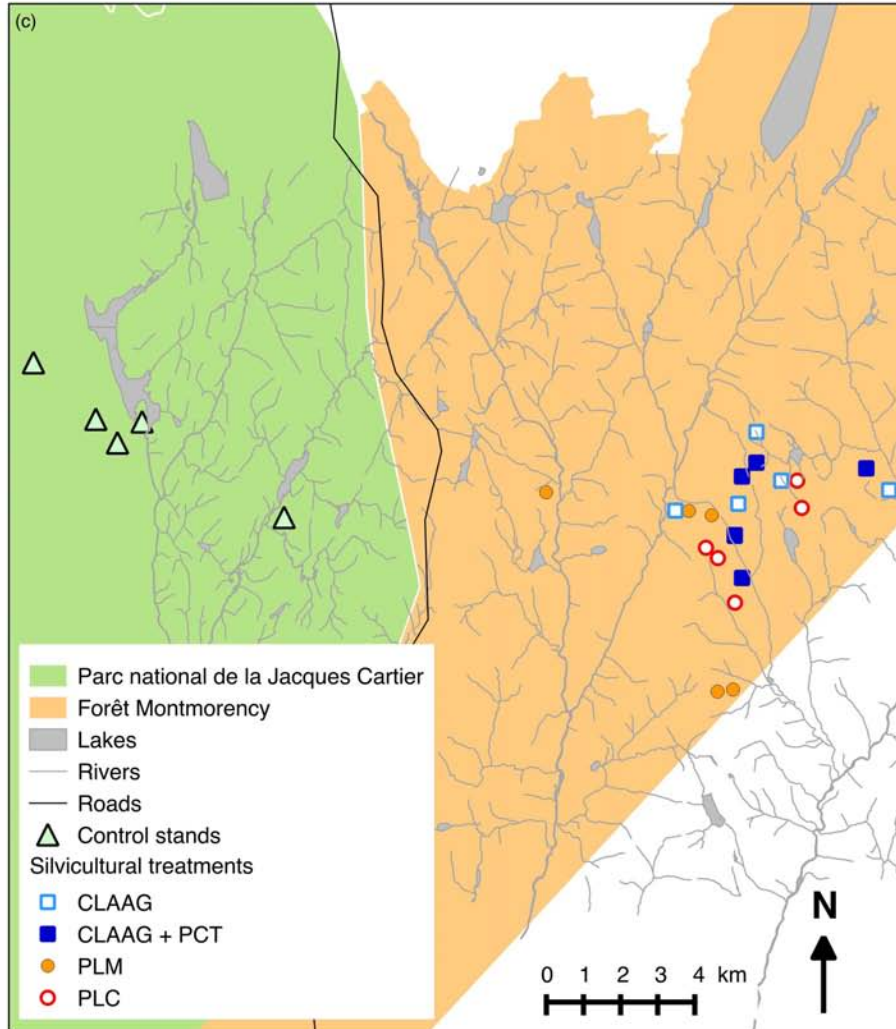 (c)
Parc national de la Jacques Cartier
Forêt Montmorency
Lakes
Rivers
Roads
Control stands
Silvicultural treatments
CLAAG
CLAAG + PCT
PLM
PLC
0 1 2 3 4 km
N